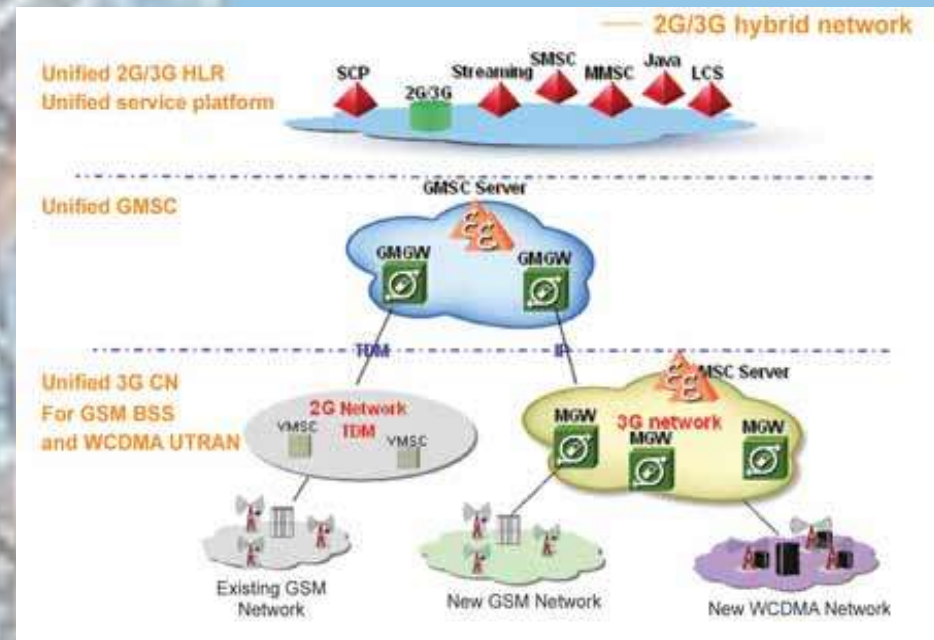 2G/3G hybrid network
Unified 2G/3G HLR
Unified service platform
SCP
2G/3G
Streaming
SMSC
MMSC
Java
LCS
Unified GMSC
GMSC Server
GMGW
GMGW
TDM
IP
Unified 3G CN
For GSM BSS
and WCDMA UTRAN
2G Network
TDM
VMSC
VMSC
MSC Server
3G network
MGW
MGW
MGW
Existing GSM
Network
New GSM Network
New WCDMA Network